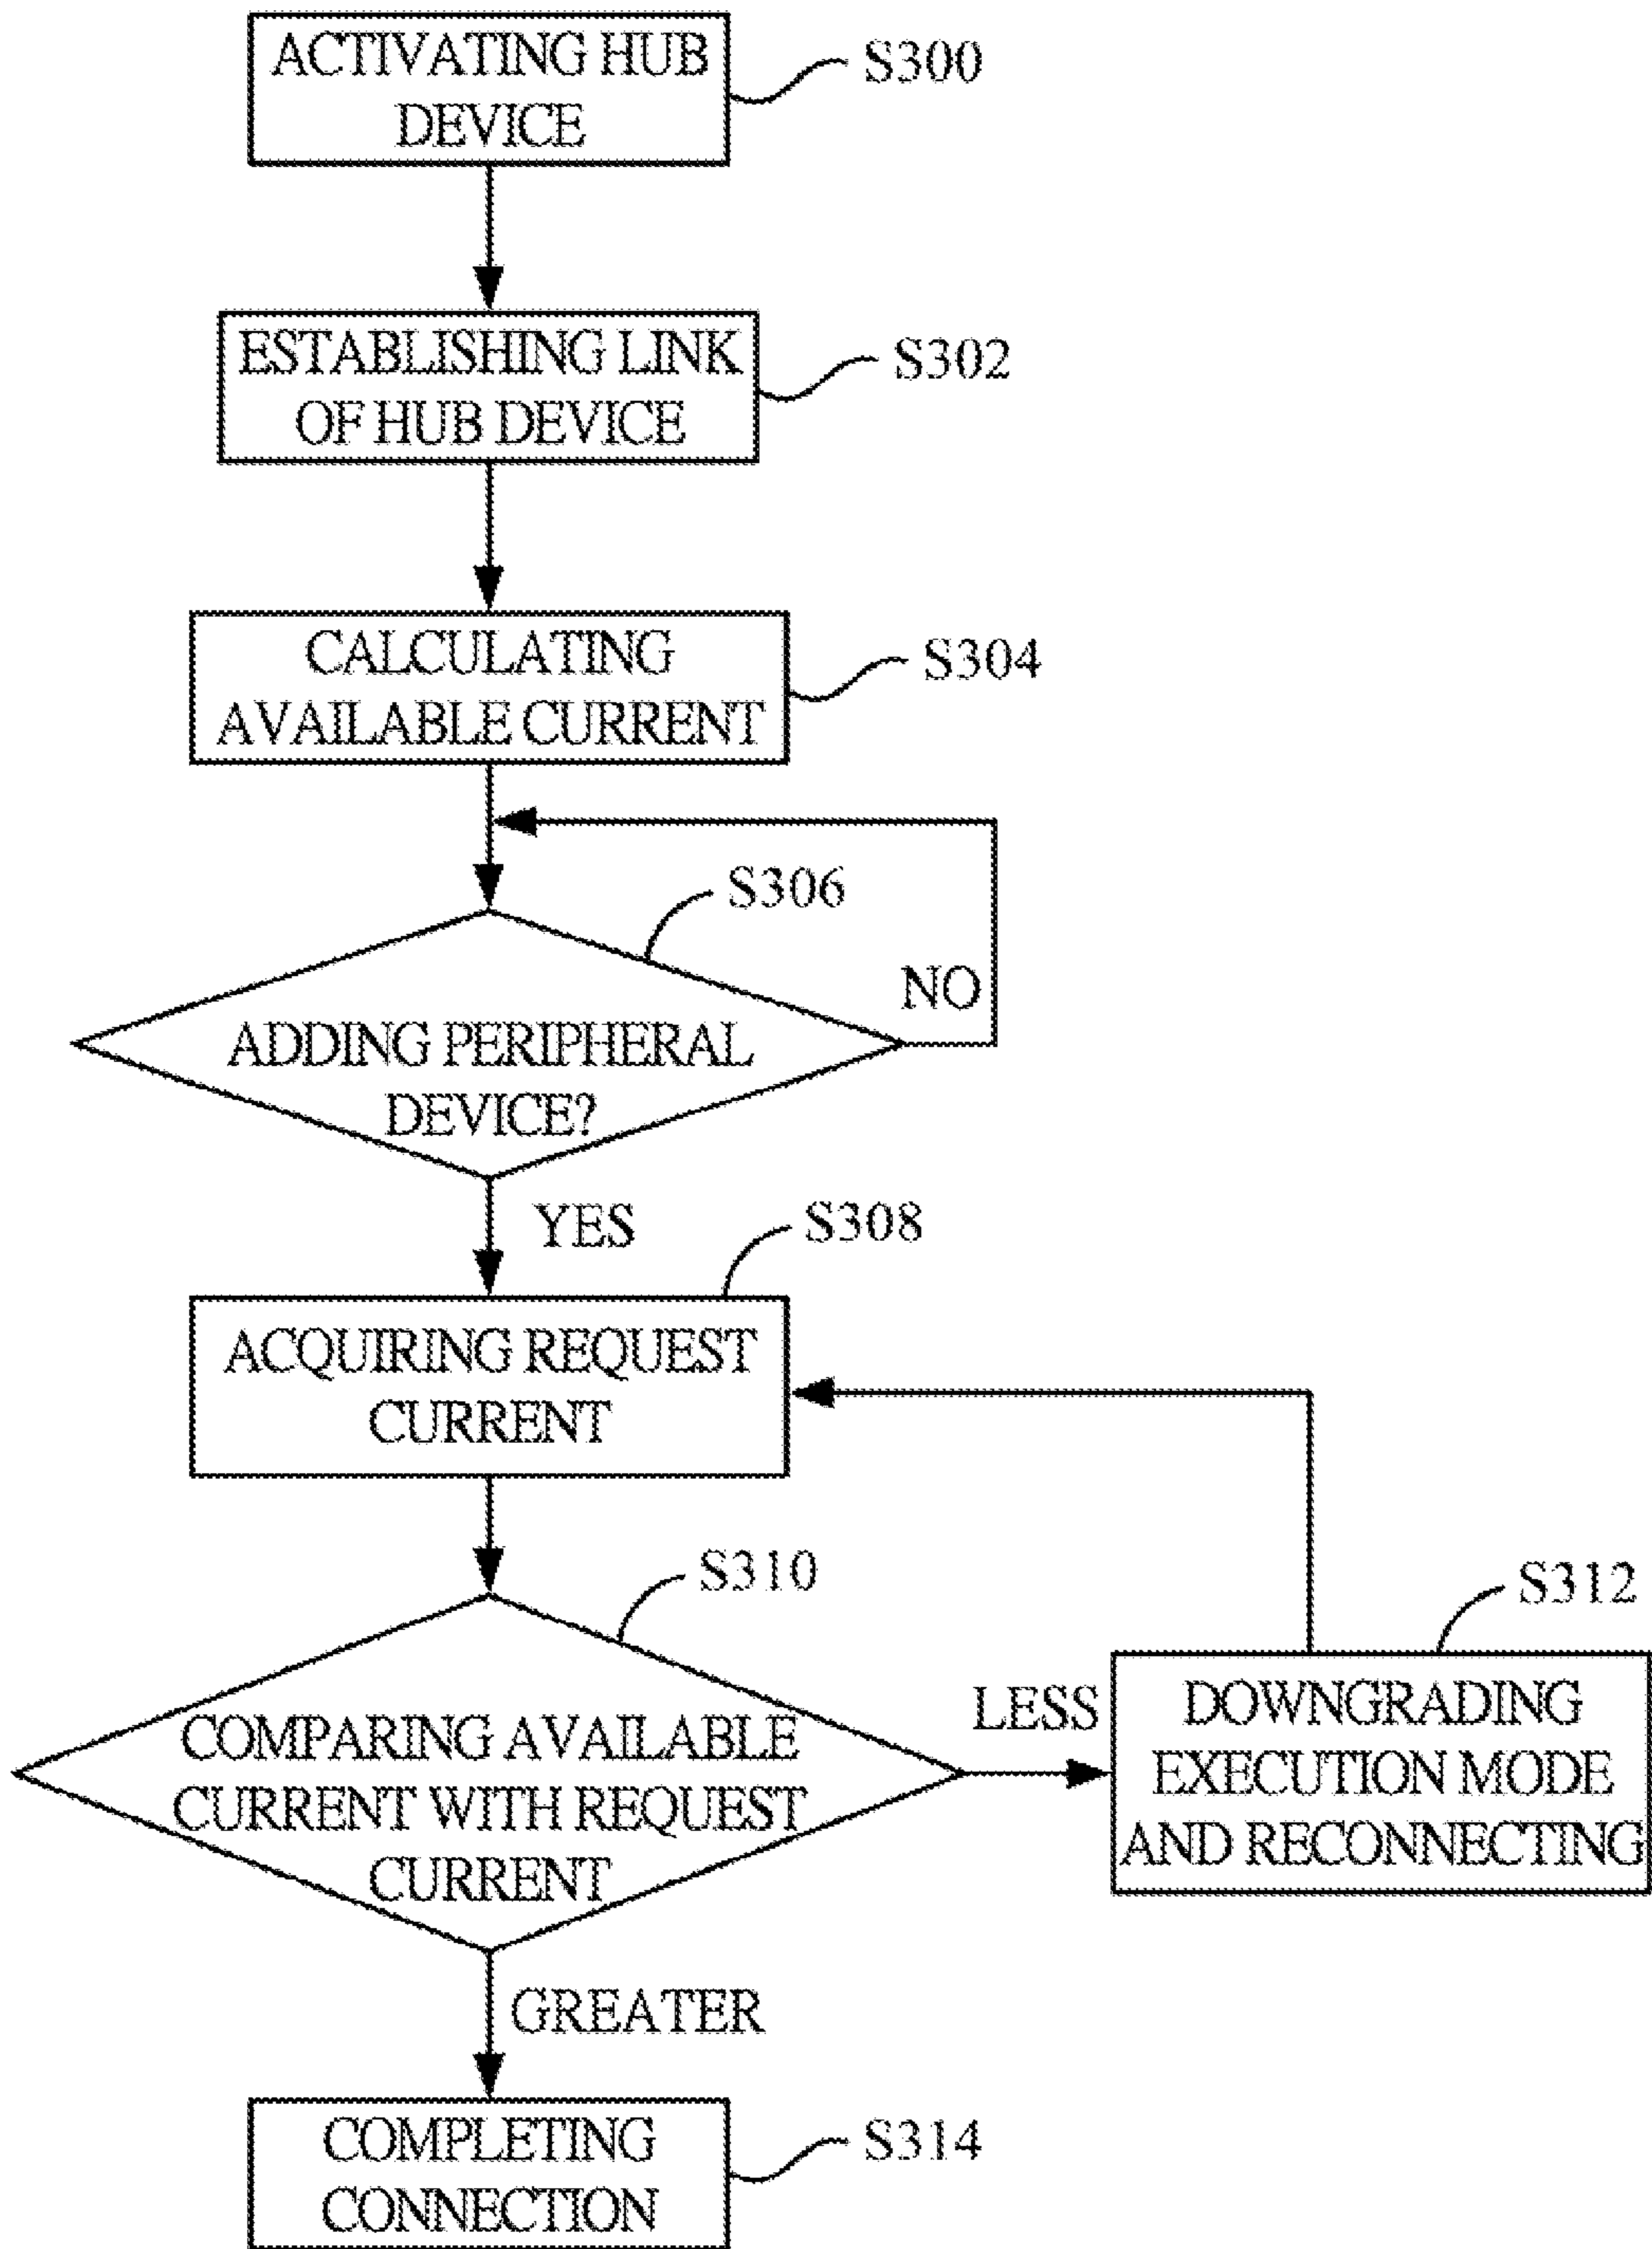 ACTIVATING HUB
DEVICE
S300
ESTABLISHING LINK
OF HUB DEVICE
S302
CALCULATING
AVAILABLE CURRENT
S304
S306
NO
ADDING PERIPHERAL
DEVICE?
YES
S308
ACQUIRING REQUEST
CURRENT
S310
COMPARING AVAILABLE
CURRENT WITH REQUEST
CURRENT
LESS
S312
DOWNGRADING
EXECUTION MODE
AND RECONNECTING
GREATER
COMPLETING
CONNECTION
S314